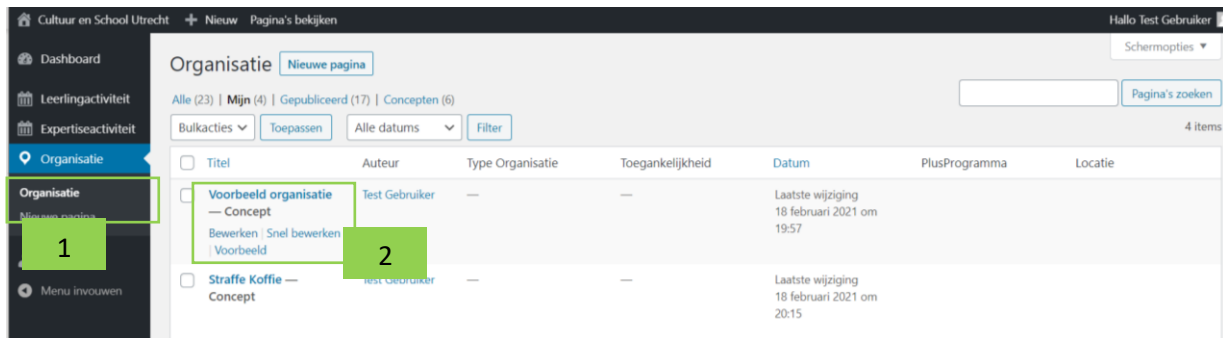 Cultuur en School Utrecht + Nieuw Pagina's bekijken Hallo Test Gebruiker
Schermopties ▼
Dashboard
Leerlingactiviteit
Expertiseactiviteit
Organisatie
Organisatie
Nieuwe pagina
1
Menu invouwen
Organisatie Nieuwe pagina
Alle (23) | Mijn (4) | Gepubliceerd (17) | Concepten (6)
Pagina's zoeken
Bulkacties Toepassen Alle datums Filter
4 items
Titel Auteur Type Organisatie Toegankelijkheid Datum PlusProgramma Locatie
Voorbeeld organisatie — Concept
Test Gebruiker — — Laatste wijziging
18 februari 2021 om
19:57
Bewerken | Snel bewerken
| Voorbeeld
2
Straffe Koffie —
Concept
Test Gebruiker — — Laatste wijziging
18 februari 2021 om
20:15